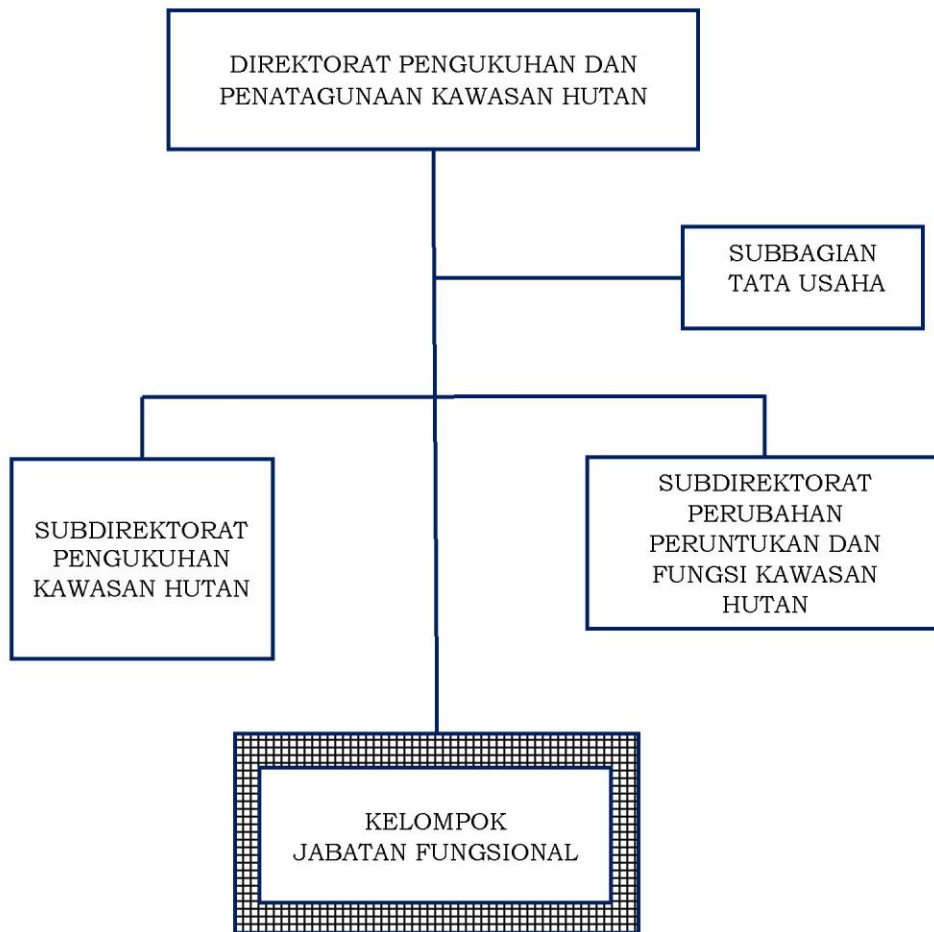 DIREKTORAT PENGUKUHAN DAN
PENATAGUNAAN KAWASAN HUTAN
SUBBAGIAN
TATA USAHA
SUBDIREKTORAT
PENGUKUHAN
KAWASAN HUTAN
SUBDIREKTORAT
PERUBAHAN
PERUNTUKAN DAN
FUNGSI KAWASAN
HUTAN
KELOMPOK
JABATAN FUNGSIONAL